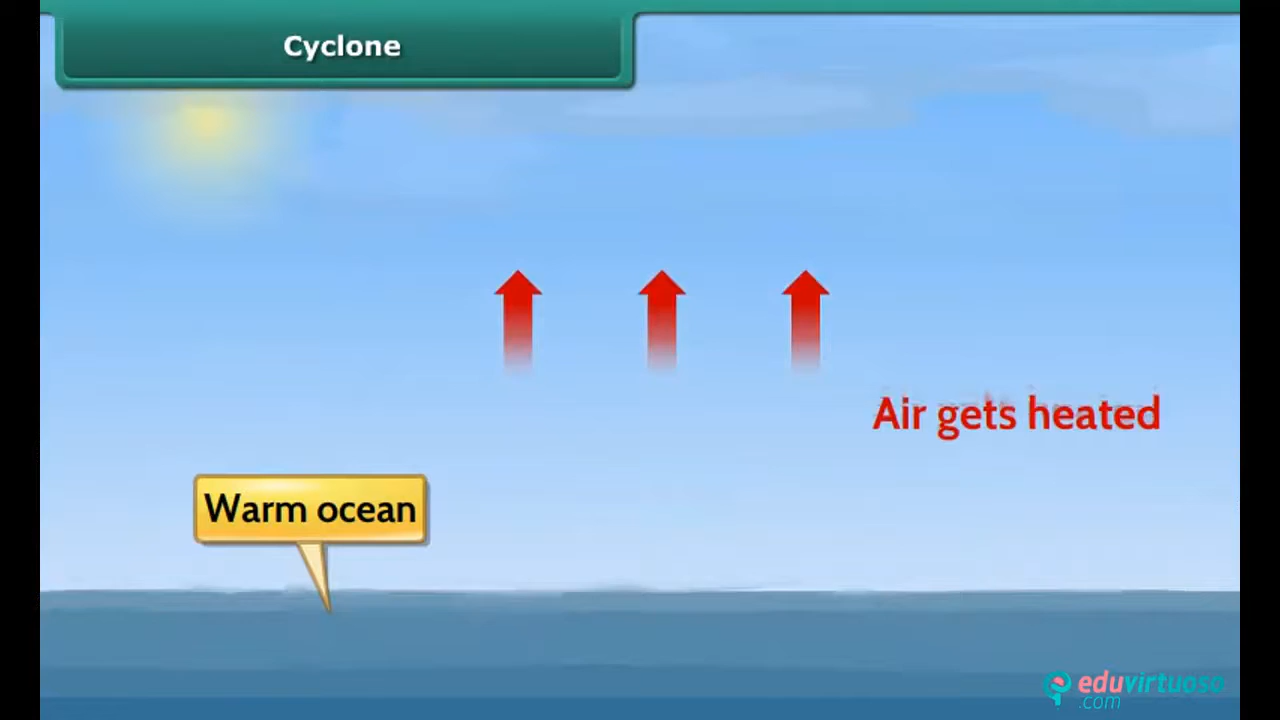 Cyclone
Air gets heated
Warm ocean
eduvirtuoso
.com